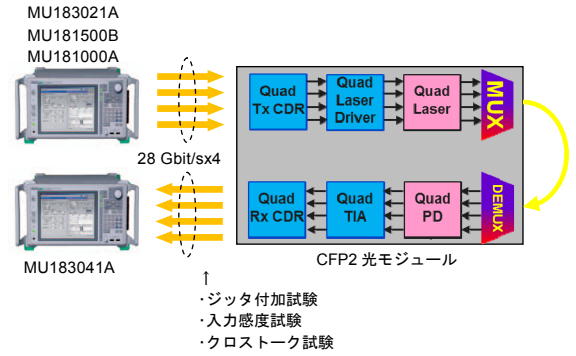 MU183021A
MU181500B
MU181000A
Quad
Tx CDR
Quad
Laser
Driver
Quad
Laser
MUX
28 Gbit/sx4
Quad
Rx CDR
Quad
TIA
Quad
PD
DEMUX
MU183041A
CFP2 光モジュール
↑
･ジッタ付加試験
･入力感度試験
･クロストーク試験